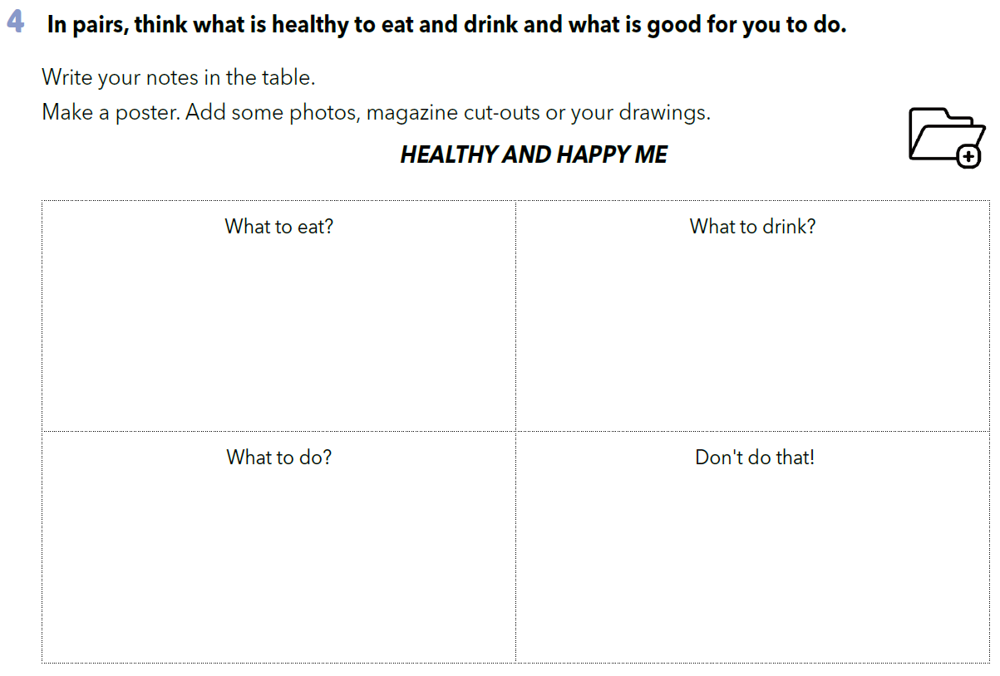 4 In pairs, think what is healthy to eat and drink and what is good for you to do.
Write your notes in the table.
Make a poster. Add some photos, magazine cut-outs or your drawings.
HEALTHY AND HAPPY ME
What to eat?
What to drink?
What to do?
Don't do that!